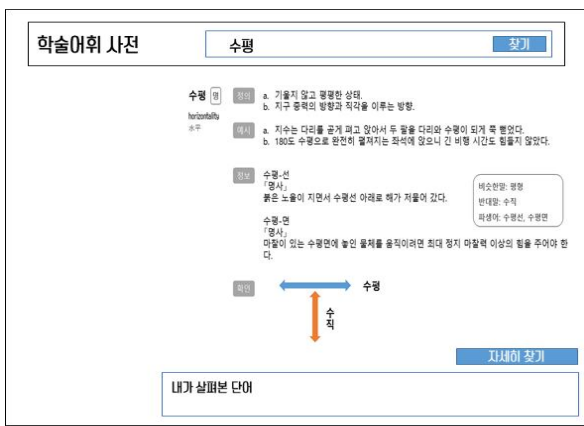 학술어휘 사전
수평
찾기
수평 명
horizontality
水平
정의
a. 기울지 않고 평평한 상태.
b. 지구 중력의 방향과 직각을 이루는 방향.
예시
a. 지수는 다리를 곧게 펴고 앉아서 두 팔을 다리와 수평이 되게 쭉 뻗었다.
b. 180도 수평으로 완전히 펼쳐지는 좌석에 앉으니 긴 비행 시간도 힘들지 않았다.
정보
수평-선
「명사」
붉은 노을이 지면서 수평선 아래로 해가 저물어 갔다.
수평-면
「명사」
마찰이 있는 수평면에 놓인 물체를 움직이려면 최대 정지 마찰력 이상의 힘을 주어야 한
다.
비슷한말: 평형
반대말: 수직
파생어: 수평선, 수평면
확인
수평
수
직
자세히 찾기
내가 살펴본 단어